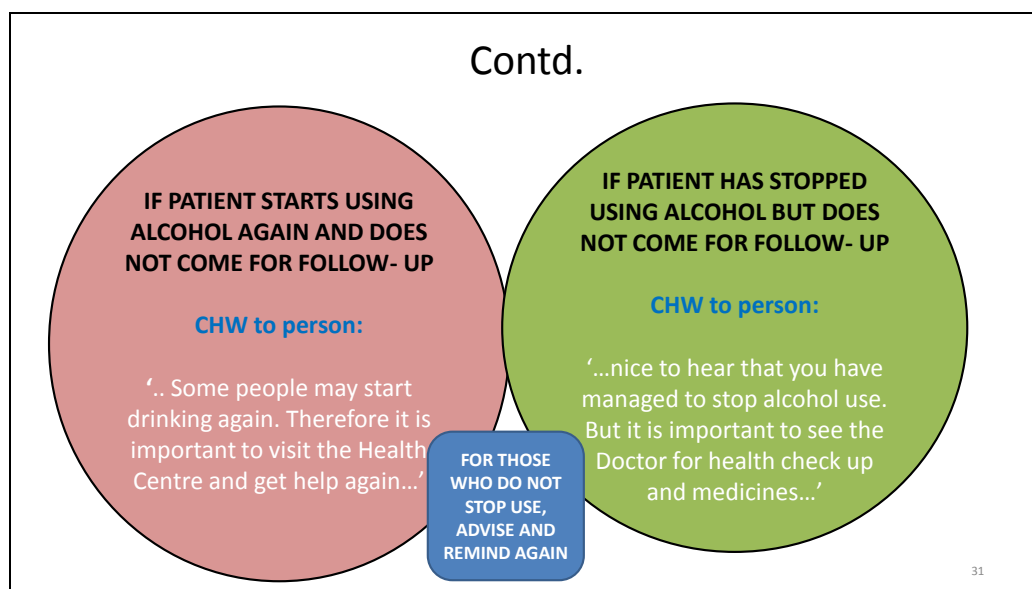 Contd.
IF PATIENT STARTS USING
ALCOHOL AGAIN AND DOES
NOT COME FOR FOLLOW- UP
CHW to person:
‘.. Some people may start
drinking again. Therefore it is
important to visit the Health
Centre and get help again…’
IF PATIENT HAS STOPPED
USING ALCOHOL BUT DOES
NOT COME FOR FOLLOW- UP
CHW to person:
‘…nice to hear that you have
managed to stop alcohol use.
But it is important to see the
Doctor for health check up
and medicines…’
FOR THOSE
WHO DO NOT
STOP USE,
ADVISE AND
REMIND AGAIN
31